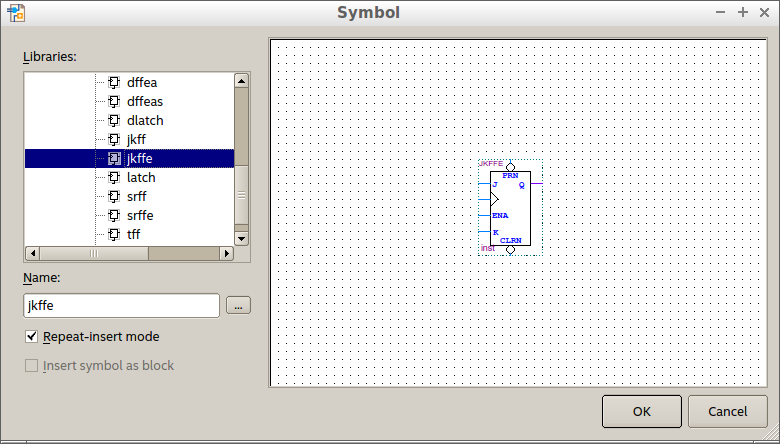 Symbol
Libraries:
dffea
dffeas
dlatch
jkff
jkffe
latch
srff
srffe
tff
Name:
jkffe
...
Repeat-insert mode
Insert symbol as block
JKFFE
PRN
J Q
ENA
K
CLRN
inst
OK Cancel